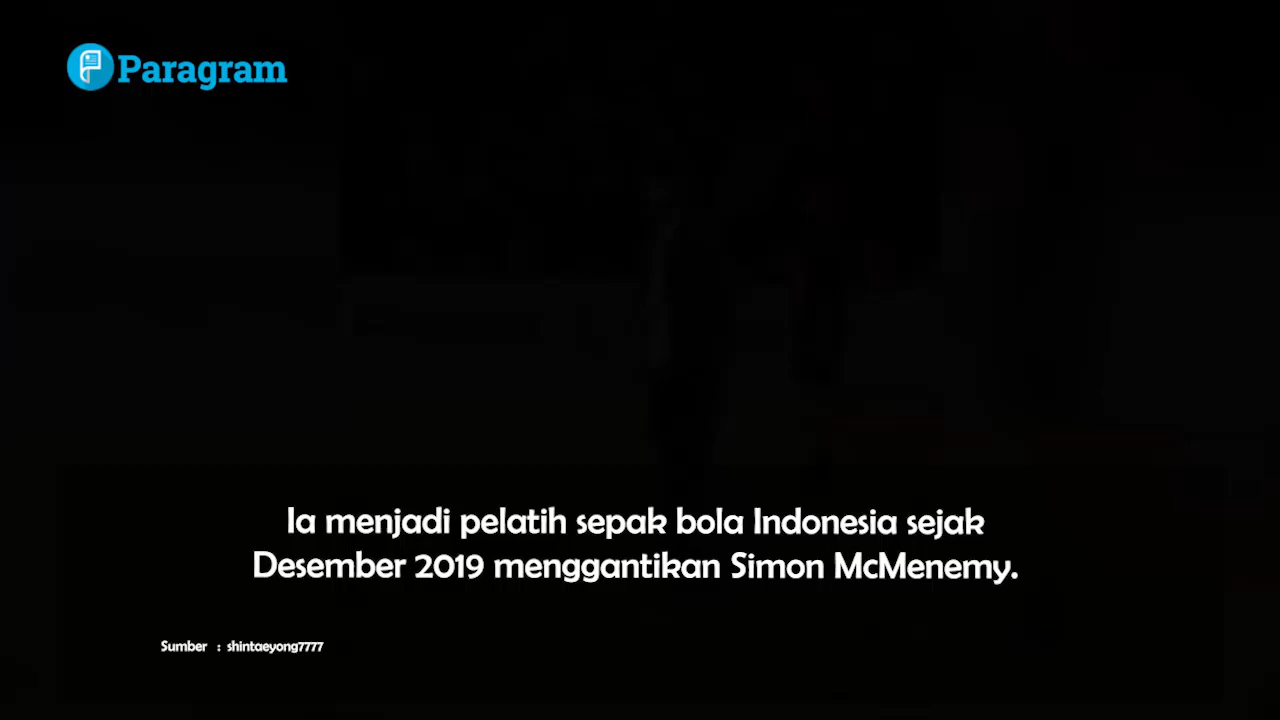 Paragram
Ia menjadi pelatih sepak bola Indonesia sejak
Desember 2019 menggantikan Simon McMenemy.
Sumber : shintaeyong7777